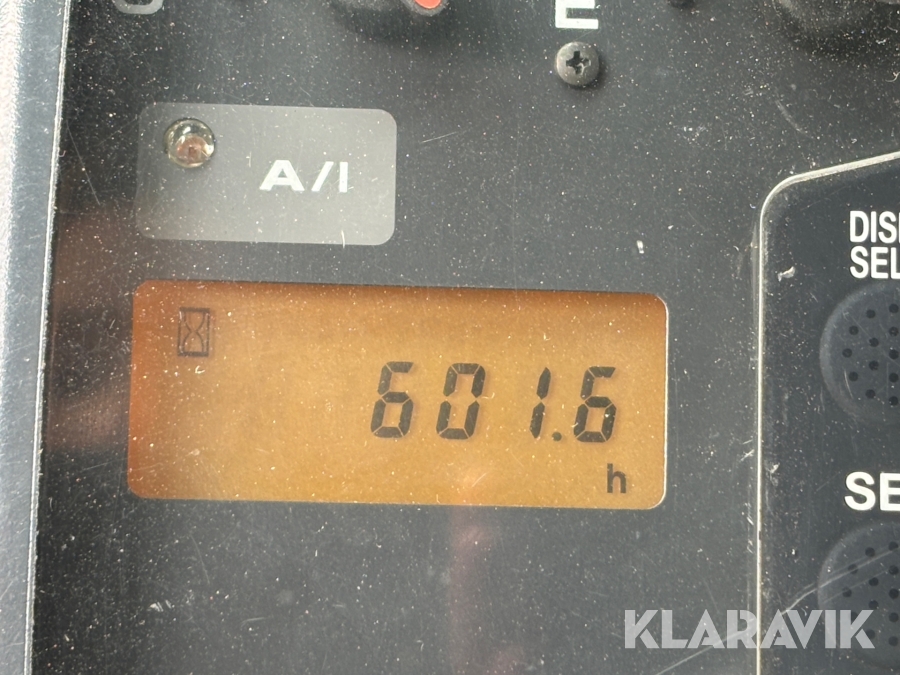 E
A/I
601.6
h
DIS
SEL
SE
KLARAVIK